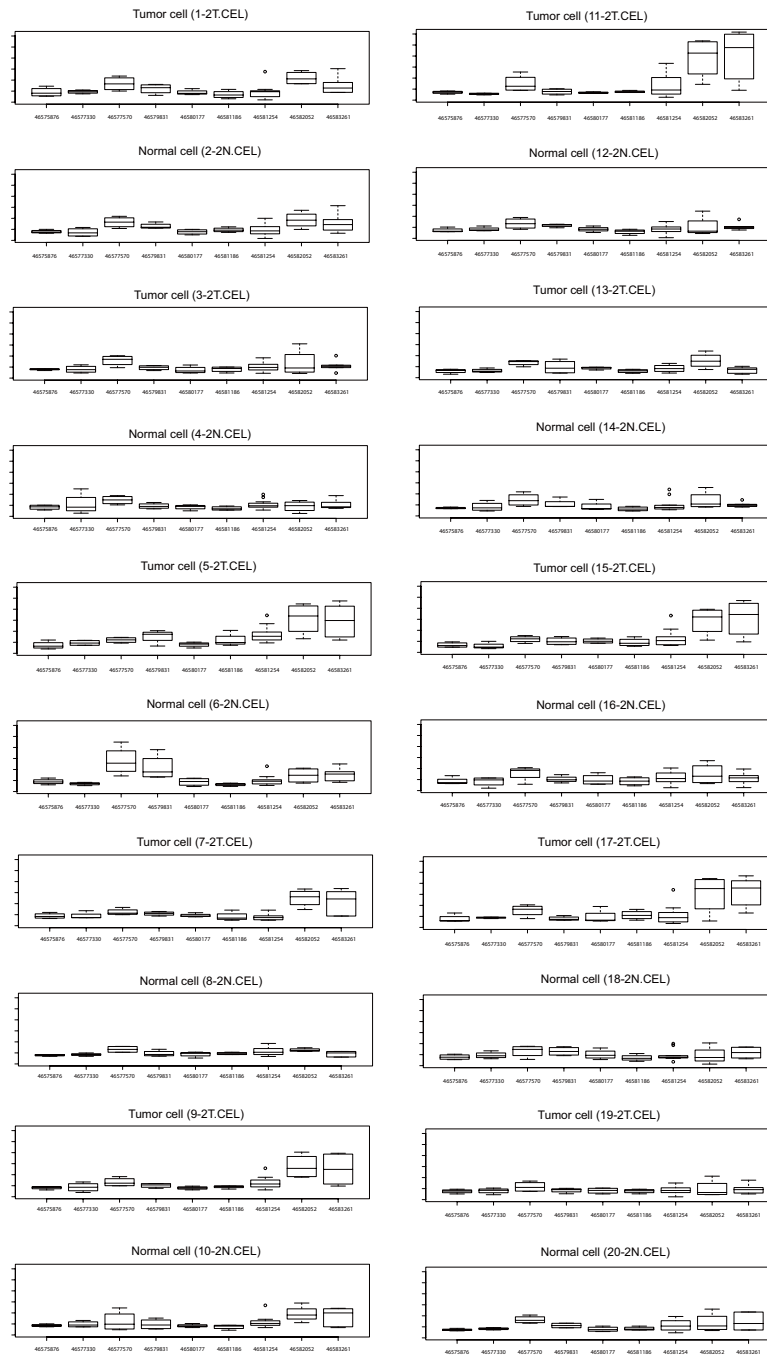 Tumor cell (1-2T.CEL)
46575876 46577330 46577570 46579831 46580177 46581186 46581254 46582052 46583261
Normal cell (2-2N.CEL)
46575876 46577330 46577570 46579831 46580177 46581186 46581254 46582052 46583261
Tumor cell (3-2T.CEL)
46575876 46577330 46577570 46579831 46580177 46581186 46581254 46582052 46583261
Normal cell (4-2N.CEL)
46575876 46577330 46577570 46579831 46580177 46581186 46581254 46582052 46583261
Tumor cell (5-2T.CEL)
46575876 46577330 46577570 46579831 46580177 46581186 46581254 46582052 46583261
Normal cell (6-2N.CEL)
46575876 46577330 46577570 46579831 46580177 46581186 46581254 46582052 46583261
Tumor cell (7-2T.CEL)
46575876 46577330 46577570 46579831 46580177 46581186 46581254 46582052 46583261
Normal cell (8-2N.CEL)
46575876 46577330 46577570 46579831 46580177 46581186 46581254 46582052 46583261
Tumor cell (9-2T.CEL)
46575876 46577330 46577570 46579831 46580177 46581186 46581254 46582052 46583261
Normal cell (10-2N.CEL)
46575876 46577330 46577570 46579831 46580177 46581186 46581254 46582052 46583261
Tumor cell (11-2T.CEL)
46575876 46577330 46577570 46579831 46580177 46581186 46581254 46582052 46583261
Normal cell (12-2N.CEL)
46575876 46577330 46577570 46579831 46580177 46581186 46581254 46582052 46583261
Tumor cell (13-2T.CEL)
46575876 46577330 46577570 46579831 46580177 46581186 46581254 46582052 46583261
Normal cell (14-2N.CEL)
46575876 46577330 46577570 46579831 46580177 46581186 46581254 46582052 46583261
Tumor cell (15-2T.CEL)
46575876 46577330 46577570 46579831 46580177 46581186 46581254 46582052 46583261
Normal cell (16-2N.CEL)
46575876 46577330 46577570 46579831 46580177 46581186 46581254 46582052 46583261
Tumor cell (17-2T.CEL)
46575876 46577330 46577570 46579831 46580177 46581186 46581254 46582052 46583261
Normal cell (18-2N.CEL)
46575876 46577330 46577570 46579831 46580177 46581186 46581254 46582052 46583261
Tumor cell (19-2T.CEL)
46575876 46577330 46577570 46579831 46580177 46581186 46581254 46582052 46583261
Normal cell (20-2N.CEL)
46575876 46577330 46577570 46579831 46580177 46581186 46581254 46582052 46583261